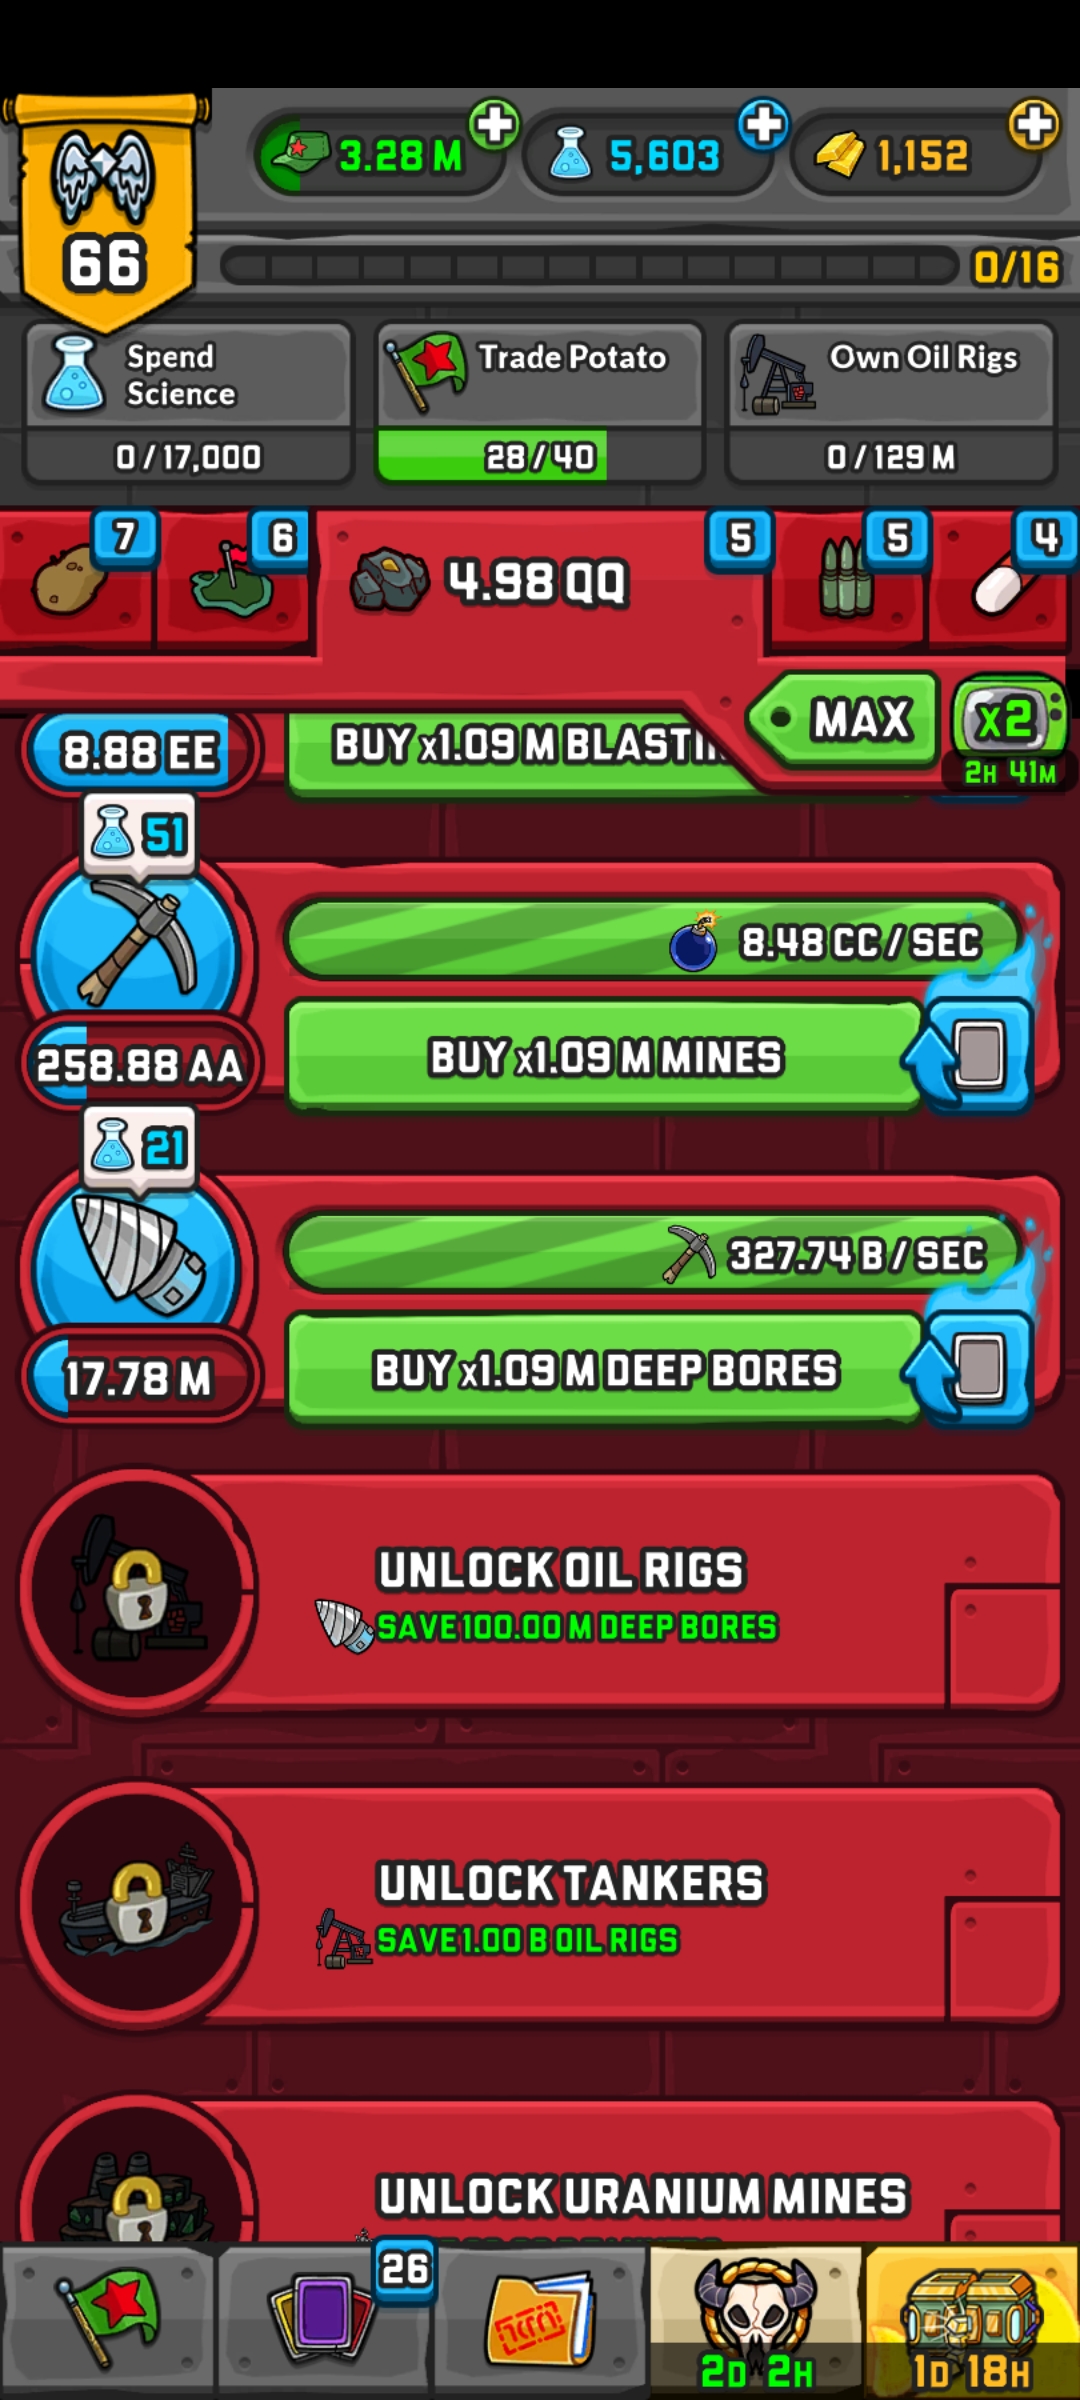 3.28 M
5,603
1,152
66
0/16
Spend
Science
0 / 17,000
Trade Potato
28 / 40
Own Oil Rigs
0 / 129 M
7
6
4.98 QQ
5
5
4
MAX
x2
2H 41M
8.88 EE
BUY x1.09 M
51
8.48 CC / SEC
258.88 AA
BUY x1.09 M MINES
21
327.74 B / SEC
17.78 M
BUY x1.09 M DEEP BORES
UNLOCK OIL RIGS
SAVE 100.00 M DEEP BORES
UNLOCK TANKERS
SAVE 1.00 B OIL RIGS
UNLOCK URANIUM MINES
26
2D 2H
1D 18H